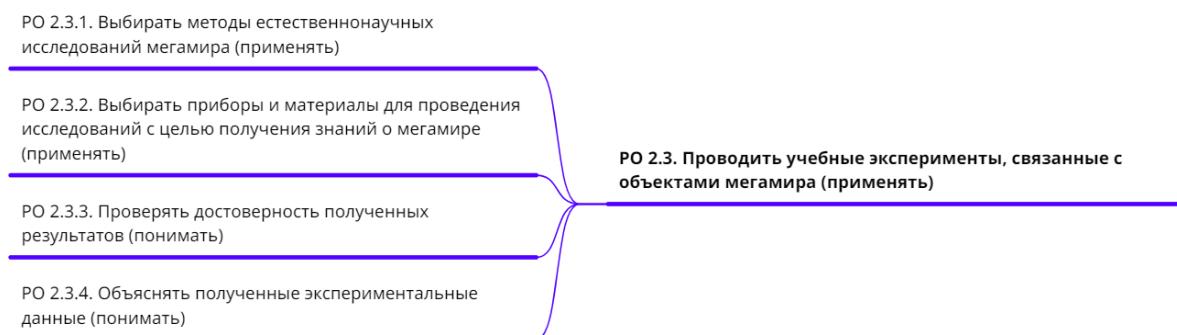 РО 2.3.1. Выбирать методы естественнонаучных
исследований мегамира (применять)
РО 2.3.2. Выбирать приборы и материалы для проведения
исследований с целью получения знаний о мегамире
(применять)
РО 2.3.3. Проверять достоверность полученных
результатов (понимать)
РО 2.3.4. Объяснять полученные экспериментальные
данные (понимать)
РО 2.3. Проводить учебные эксперименты, связанные с
объектами мегамира (применять)